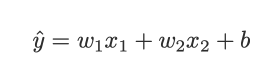 ŷ = w₁x₁ + w₂x₂ + b